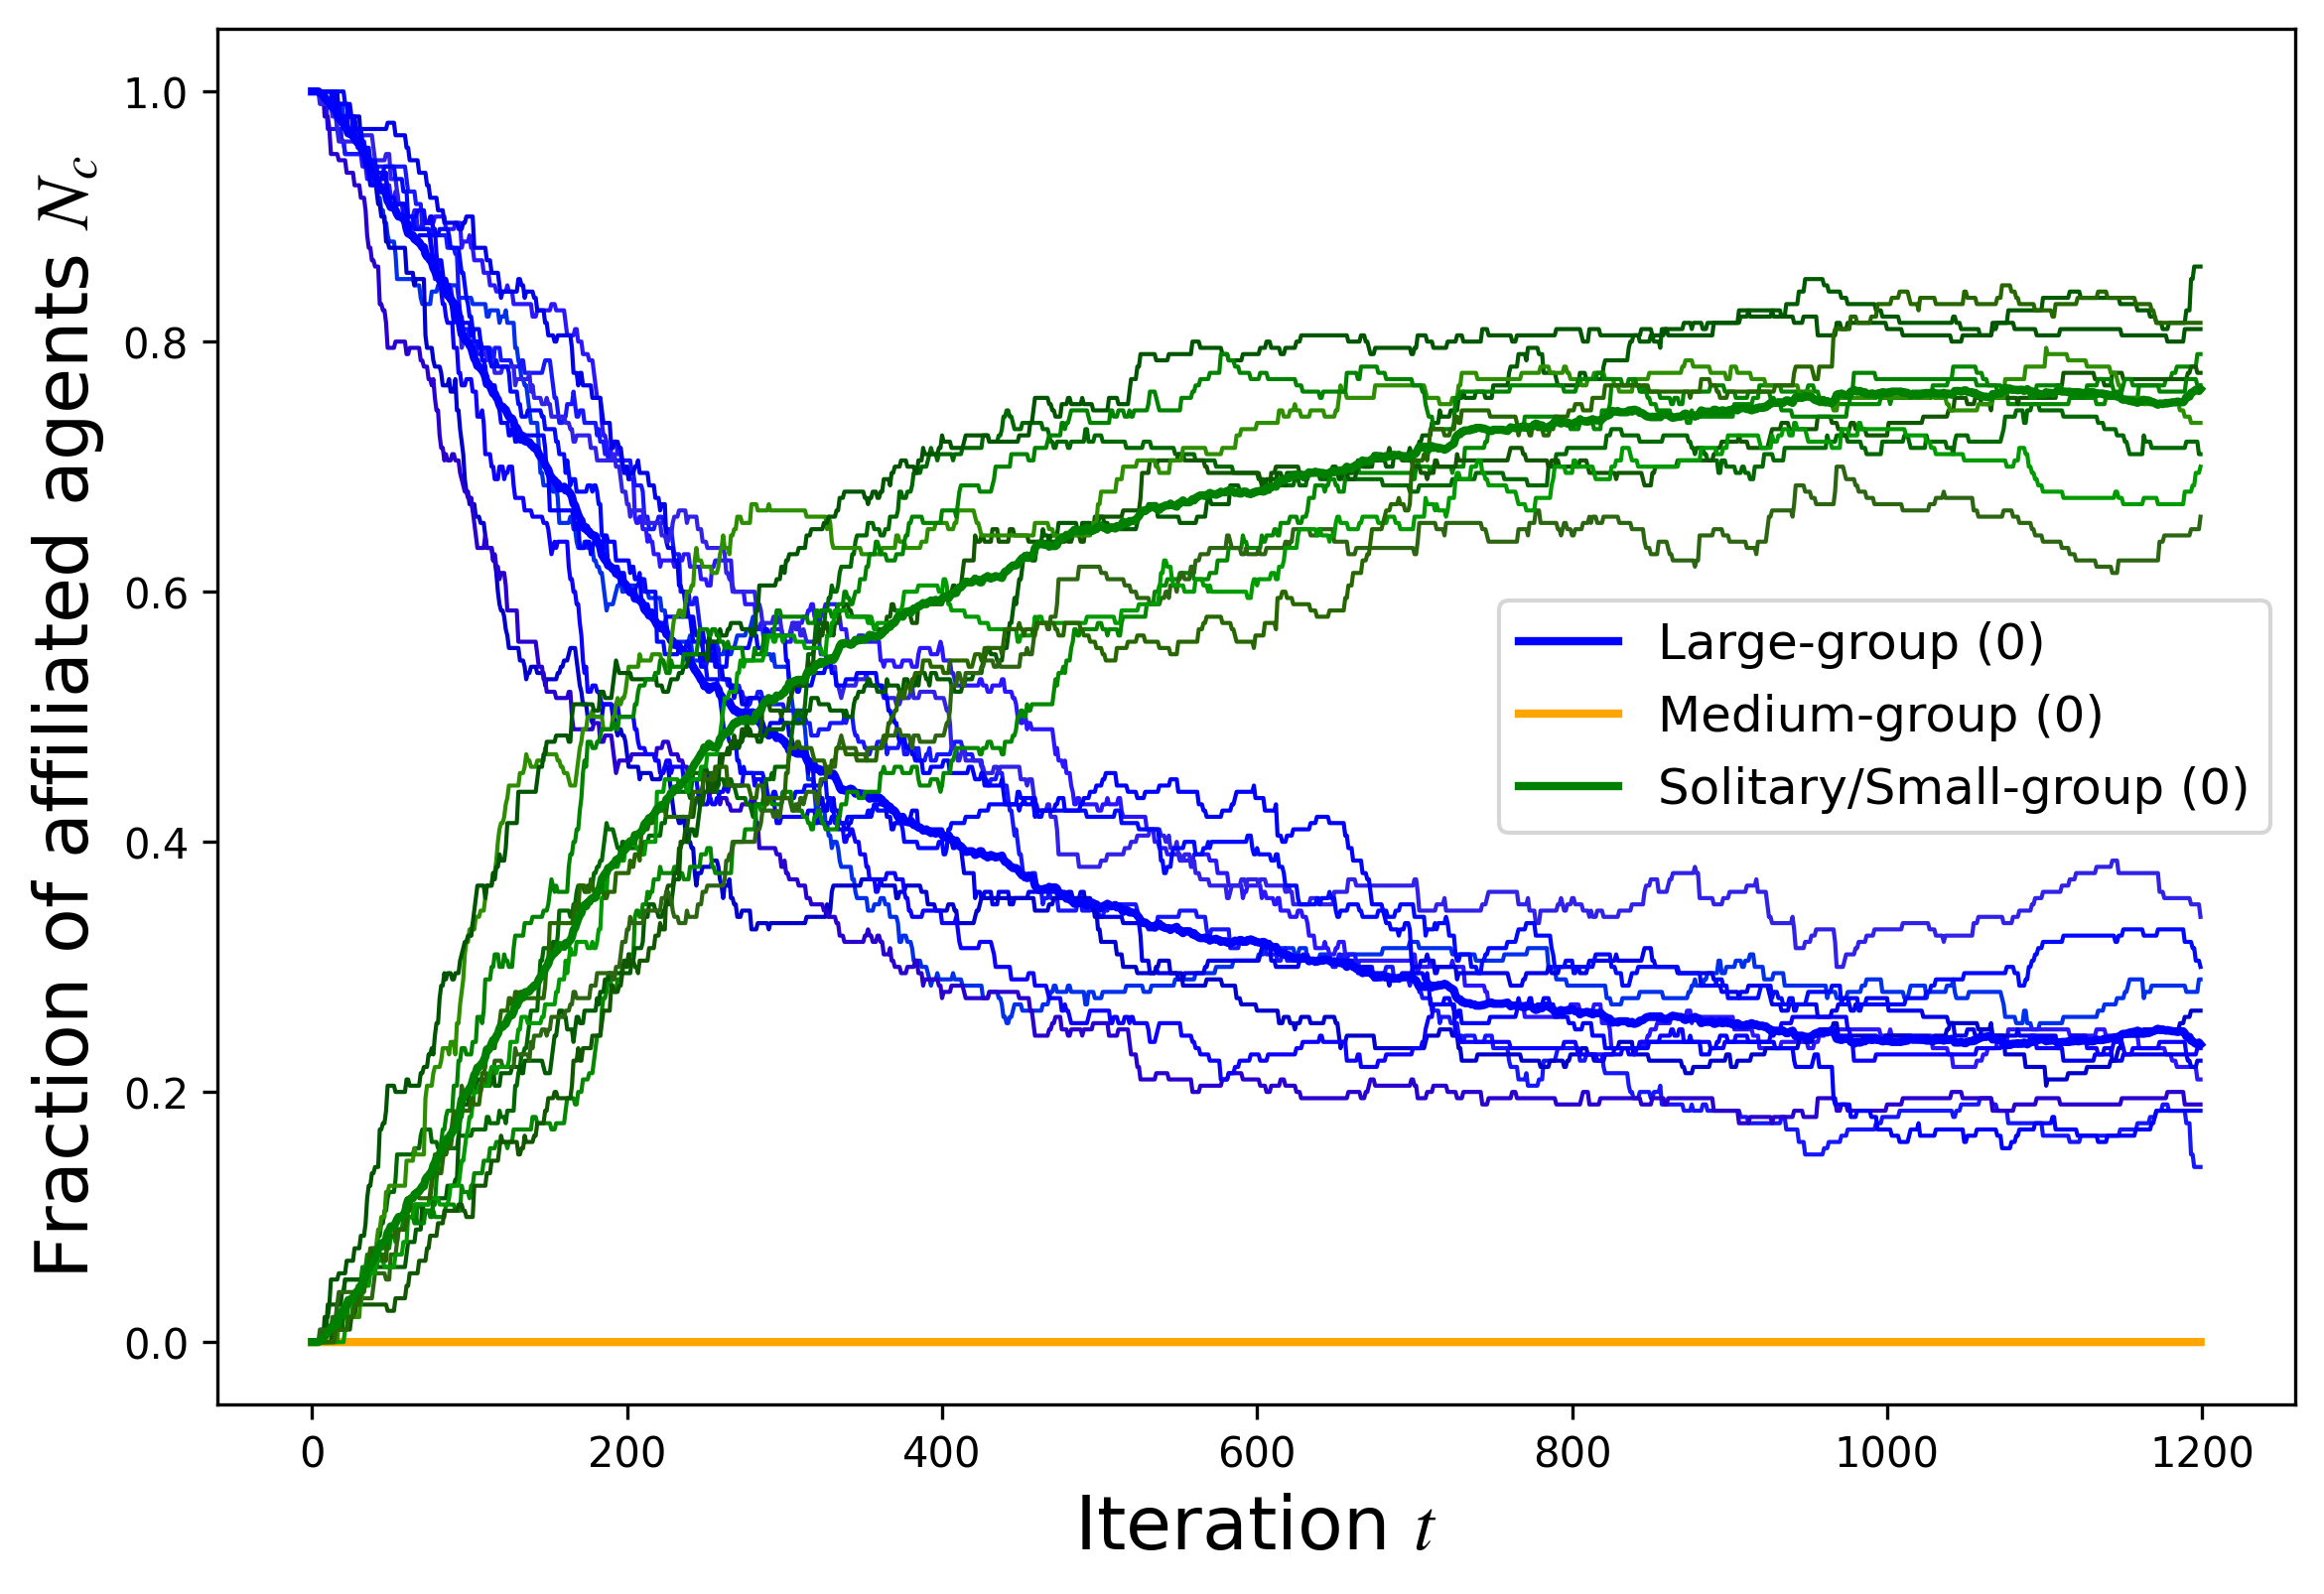 Fraction of affiliated agents N_c
1.0
0.8
0.6
0.4
0.2
0.0
Large-group (0)
Medium-group (0)
Solitary/Small-group (0)
0 200 400 600 800 1000 1200
Iteration t